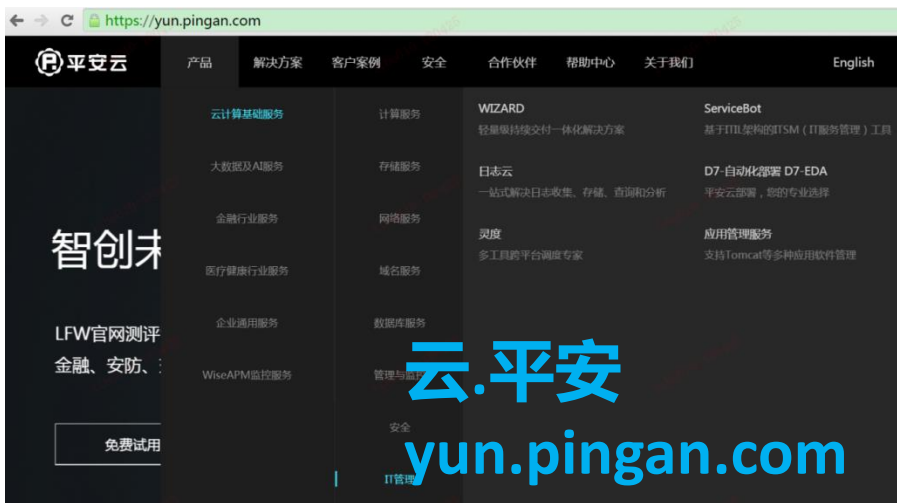 https://yun.pingan.com
平安云
产品 解决方案 客户案例 安全 合作伙伴 帮助中心 关于我们 English
云计算基础服务 计算服务 WIZARD ServiceBot
轻量级持续交付一体化解决方案 基于ITIL架构的ITSM（IT服务管理）工具
大数据及AI服务 存储服务 日志云 D7-自动化部署 D7-EDA
一站式解决日志收集、存储、查询和分析 平安云部署，您的专业选择
金融行业服务 网络服务 灵度 应用管理服务
多工具跨平台调度专家 支持Tomcat等多种应用软件管理
智创未
医疗健康行业服务 域名服务
企业通用服务 数据库服务
LFW官网测评
金融、安防、
WiseAPM监控服务 管理与监
云.平安
安全
免费试用
yun.pingan.com
IT管理